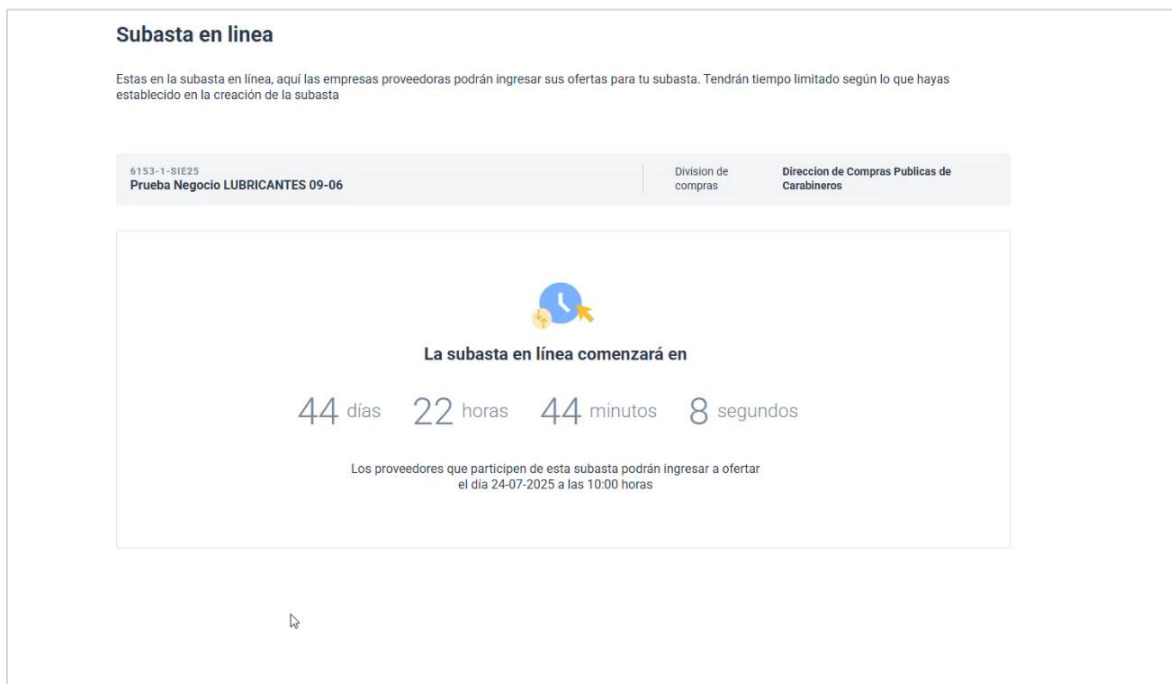 Subasta en linea
Estas en la subasta en línea, aquí las empresas proveedoras podrán ingresar sus ofertas para tu subasta. Tendrán tiempo limitado según lo que hayas
establecido en la creación de la subasta
6153-1-SIE25
Prueba Negocio LUBRICANTES 09-06
Division de
compras
Direccion de Compras Publicas de
Carabineros
La subasta en línea comenzará en
44 días 22 horas 44 minutos 8 segundos
Los proveedores que participen de esta subasta podrán ingresar a ofertar
el día 24-07-2025 a las 10:00 horas